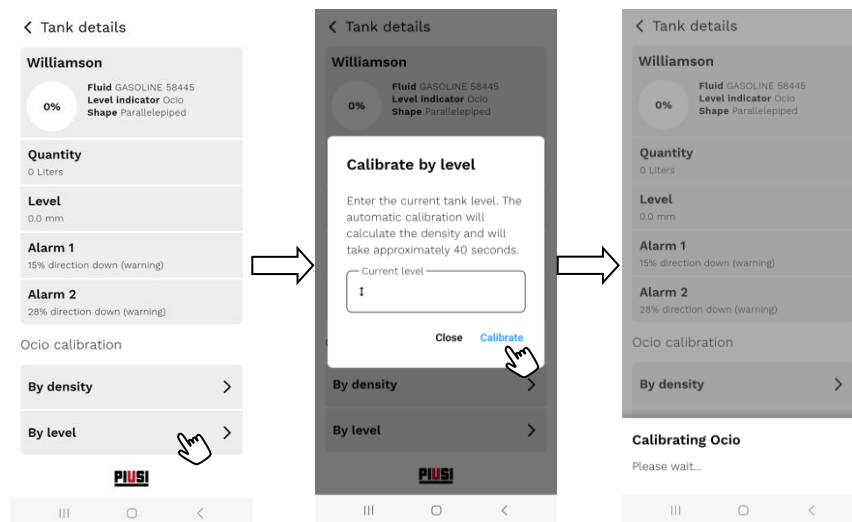 Tank details
Williamson
0%
Fluid GASOLINE 58445
Level indicator Ocio
Shape Parallelepiped
Quantity
0 Liters
Level
0.0 mm
Alarm 1
15% direction down (warning)
Alarm 2
28% direction down (warning)
Ocio calibration
By density
By level
PIUSI
Tank details
Williamson
0%
Fluid GASOLINE 58445
Level indicator Ocio
Shape Parallelepiped
Calibrate by level
Enter the current tank level. The
automatic calibration will
calculate the density and will
take approximately 40 seconds.
Current level
Close Calibrate
By density
By level
PIUSI
Tank details
Williamson
0%
Fluid GASOLINE 58445
Level indicator Ocio
Shape Parallelepiped
Quantity
0 Liters
Level
0.0 mm
Alarm 1
15% direction down (warning)
Alarm 2
28% direction down (warning)
Ocio calibration
By density
Calibrating Ocio
Please wait...